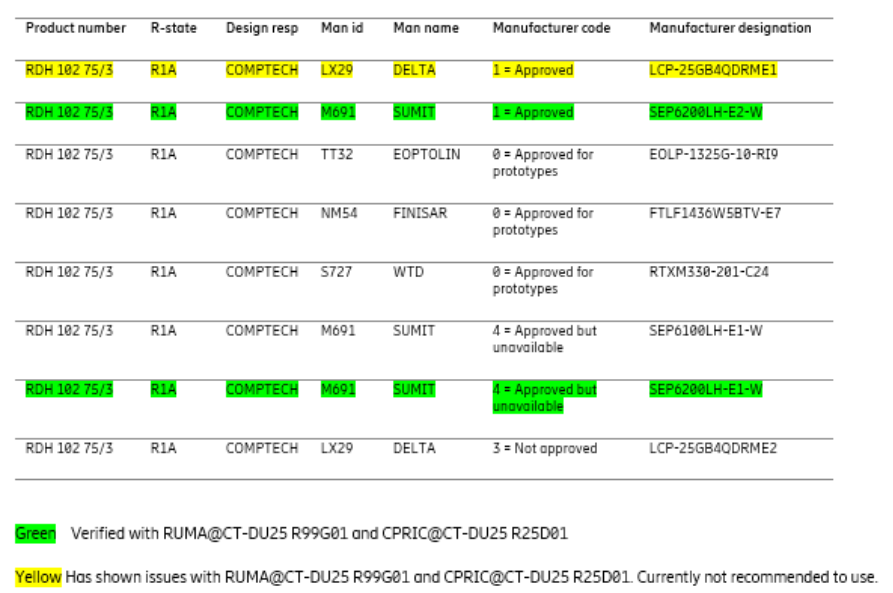 Product number R-state Design resp Man id Man name Manufacturer code Manufacturer designation
RDH 102 75/3 R1A COMPTECH LX29 DELTA 1 = Approved LCP-25GB4QDRME1
RDH 102 75/3 R1A COMPTECH M691 SUMIT 1 = Approved SEP6200LH-E2-W
RDH 102 75/3 R1A COMPTECH TT32 EOPTOLIN 0 = Approved for EOLP-1325G-10-RI9
prototypes
RDH 102 75/3 R1A COMPTECH NM54 FINISAR 0 = Approved for FTLF1436W5BTV-E7
prototypes
RDH 102 75/3 R1A COMPTECH S727 WTD 0 = Approved for RTXM330-201-C24
prototypes
RDH 102 75/3 R1A COMPTECH M691 SUMIT 4 = Approved but SEP6100LH-E1-W
unavailable
RDH 102 75/3 R1A COMPTECH M691 SUMIT 4 = Approved but SEP6200LH-E1-W
unavailable
RDH 102 75/3 R1A COMPTECH LX29 DELTA 3 = Not approved LCP-25GB4QDRME2
Green Verified with RUMA@CT-DU25 R99G01 and CPRIC@CT-DU25 R25D01
Yellow Has shown issues with RUMA@CT-DU25 R99G01 and CPRIC@CT-DU25 R25D01. Currently not recommended to use.